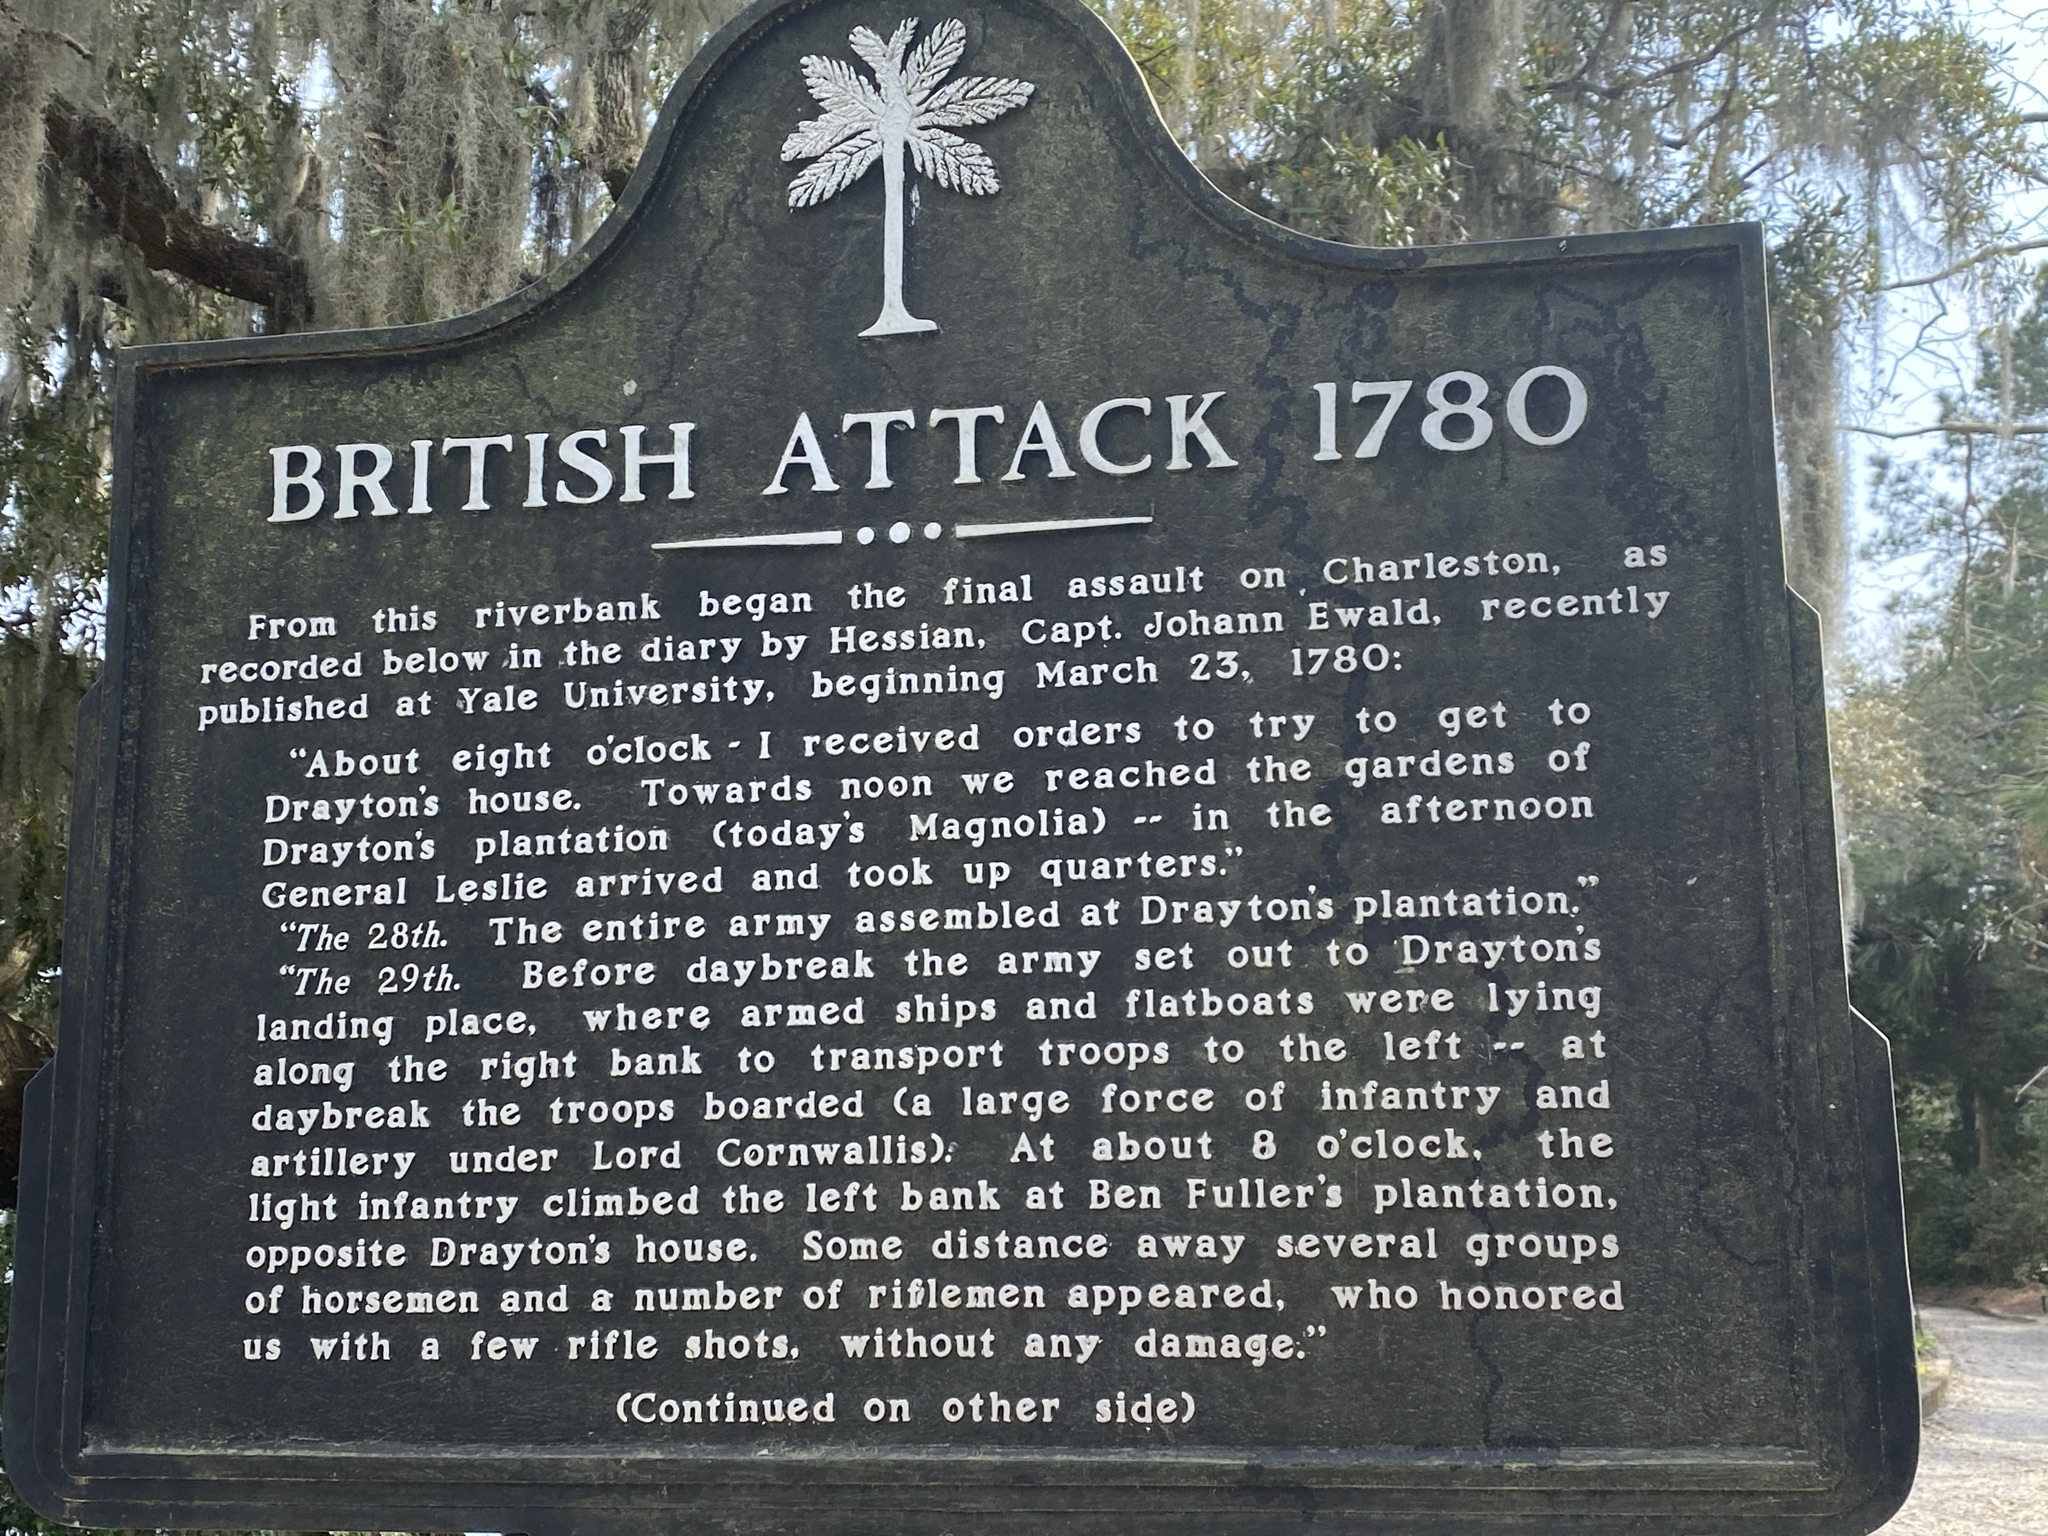 BRITISH ATTACK 1780
From this riverbank began the final assault on Charleston, as
recorded below in the diary by Hessian, Capt. Johann Ewald, recently
published at Yale University, beginning March 23, 1780:
“About eight o'clock - I received orders to try to get to
Drayton's house. Towards noon we reached the gardens of
Drayton's plantation (today's Magnolia) -- in the afternoon
General Leslie arrived and took up quarters.”
“The 28th. The entire army assembled at Drayton's plantation.”
“The 29th. Before daybreak the army set out to Drayton's
landing place, where armed ships and flatboats were lying
along the right bank to transport troops to the left -- at
daybreak the troops boarded (a large force of infantry and
artillery under Lord Cornwallis). At about 8 o'clock, the
light infantry climbed the left bank at Ben Fuller's plantation,
opposite Drayton's house. Some distance away several groups
of horsemen and a number of riflemen appeared, who honored
us with a few rifle shots, without any damage.”
(Continued on other side)